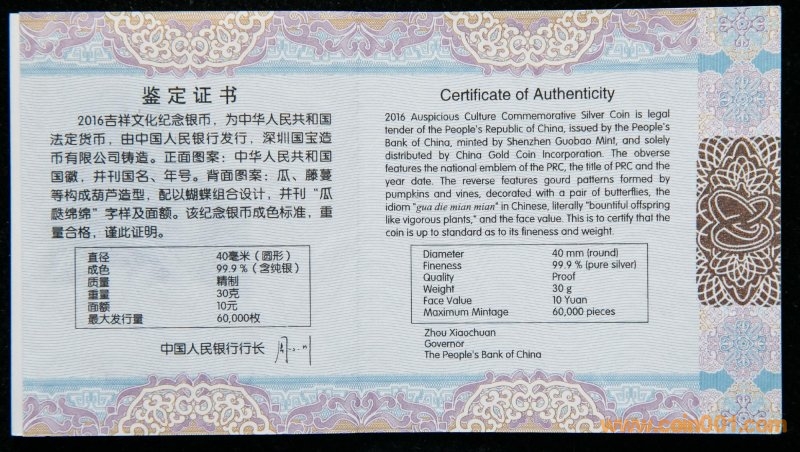 鉴定证书
2016吉祥文化纪念银币，为中华人民共和国
法定货币，由中国人民银行发行，深圳国宝造
币有限公司铸造。正面图案：中华人民共和国
国徽，并刊国名、年号。背面图案：瓜、藤蔓
等构成葫芦造型，配以蝴蝶组合设计，并刊“瓜
瓞绵绵”字样及面额。该纪念银币成色标准，重
量合格，谨此证明。
直径 40毫米（圆形）
成色 99.9％（含纯银）
质量 精制
重量 30克
面额 10元
最大发行量 60,000枚
中国人民银行行长
Certificate of Authenticity
2016 Auspicious Culture Commemorative Silver Coin is legal
tender of the People's Republic of China, issued by the People's
Bank of China, minted by Shenzhen Guobao Mint, and solely
distributed by China Gold Coin Incorporation. The obverse
features the national emblem of the PRC, the title of PRC and the
year date. The reverse features gourd patterns formed by
pumpkins and vines, decorated with a pair of butterflies, the
idiom "gua die mian mian" in Chinese, literally "bountiful offspring
like vigorous plants," and the face value. This is to certify that the
coin is up to standard as to its fineness and weight.
Diameter 40 mm (round)
Fineness 99.9 % (pure silver)
Quality Proof
Weight 30 g
Face Value 10 Yuan
Maximum Mintage 60,000 pieces
Zhou Xiaochuan
Governor
The People's Bank of China
www.coin001.com